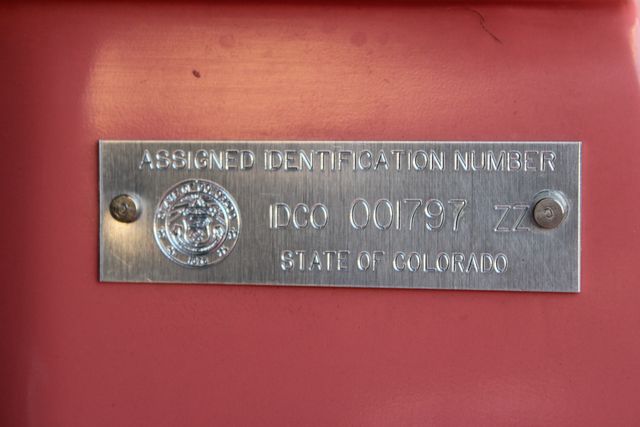 ASSIGNED IDENTIFICATION NUMBER
IDCO 001797 ZZ
STATE OF COLORADO